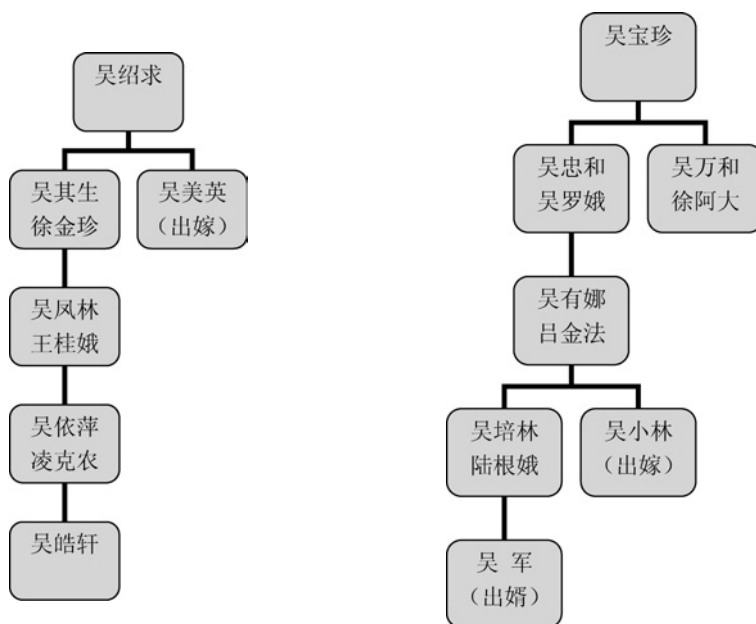 吴绍求
吴其生
徐金珍
吴美英
（出嫁）
吴凤林
王桂娥
吴依萍
凌克农
吴皓轩
吴宝珍
吴忠和
吴罗娥
吴万和
徐阿大
吴有娜
吕金法
吴培林
陆根娥
吴小林
（出嫁）
吴 军
（出婿）